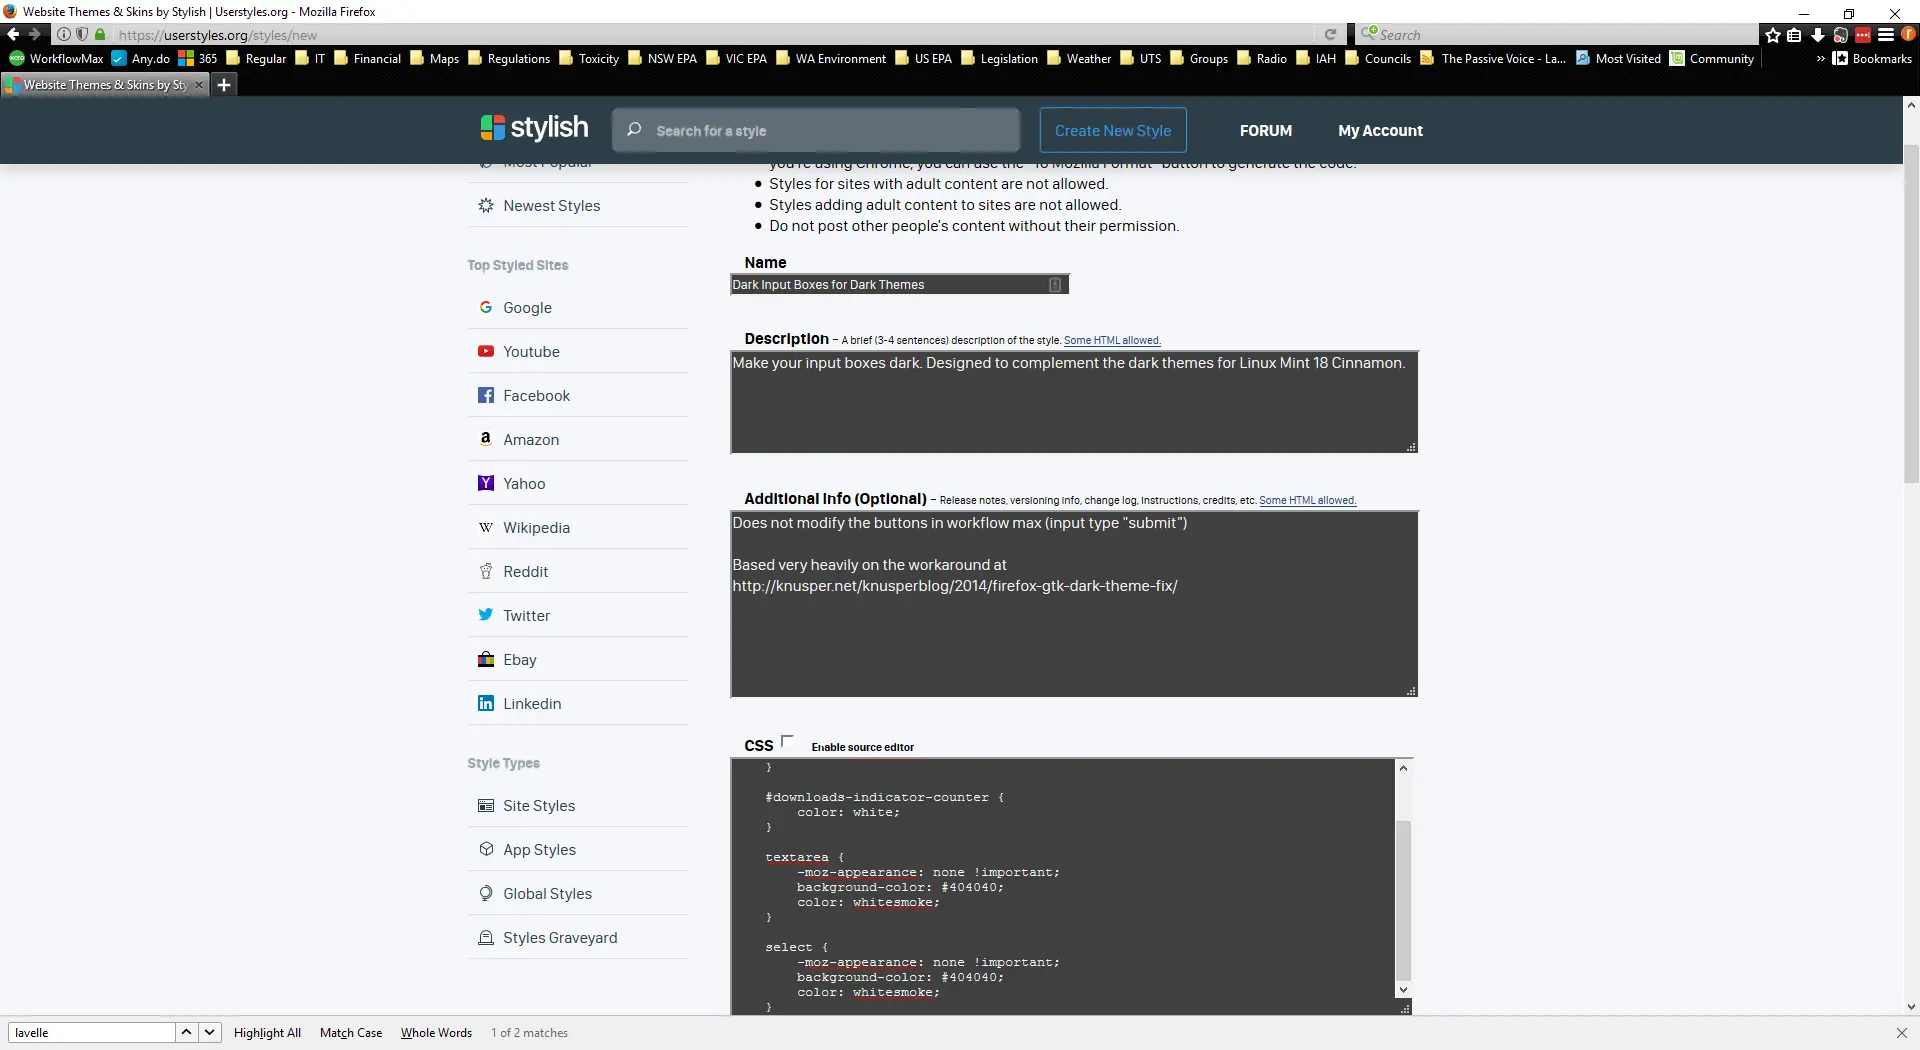 Website Themes & Skins by Stylish | Userstyles.org - Mozilla Firefox
https://userstyles.org/styles/new
Search
WorkflowMax Any.do 365 Regular IT Financial Maps Regulations Toxicity NSW EPA VIC EPA WA Environment US EPA Legislation Weather UTS Groups Radio IAH Councils The Passive Voice - La... Most Visited Community » Bookmarks
Website Themes & Skins by Sty
stylish
Search for a style
Create New Style
FORUM
My Account
Most Popular
Newest Styles
Top Styled Sites
Google
Youtube
Facebook
Amazon
Yahoo
Wikipedia
Reddit
Twitter
Ebay
Linkedin
Style Types
Site Styles
App Styles
Global Styles
Styles Graveyard
you're using Chrome, you can use the "To Mozilla Format" button to generate the code.
Styles for sites with adult content are not allowed.
Styles adding adult content to sites are not allowed.
Do not post other people's content without their permission.
Name
Dark Input Boxes for Dark Themes
Description – A brief (3-4 sentences) description of the style. Some HTML allowed.
Make your input boxes dark. Designed to complement the dark themes for Linux Mint 18 Cinnamon.
Additional Info (Optional) – Release notes, versioning info, change log, instructions, credits, etc. Some HTML allowed.
Does not modify the buttons in workflow max (input type "submit")
Based very heavily on the workaround at
http://knusper.net/knusperblog/2014/firefox-gtk-dark-theme-fix/
CSS Enable source editor
}
#downloads-indicator-counter {
color: white;
}
textarea {
-moz-appearance: none !important;
background-color: #404040;
color: whitesmoke;
}
select {
-moz-appearance: none !important;
background-color: #404040;
color: whitesmoke;
}
lavelle
Highlight All Match Case Whole Words 1 of 2 matches